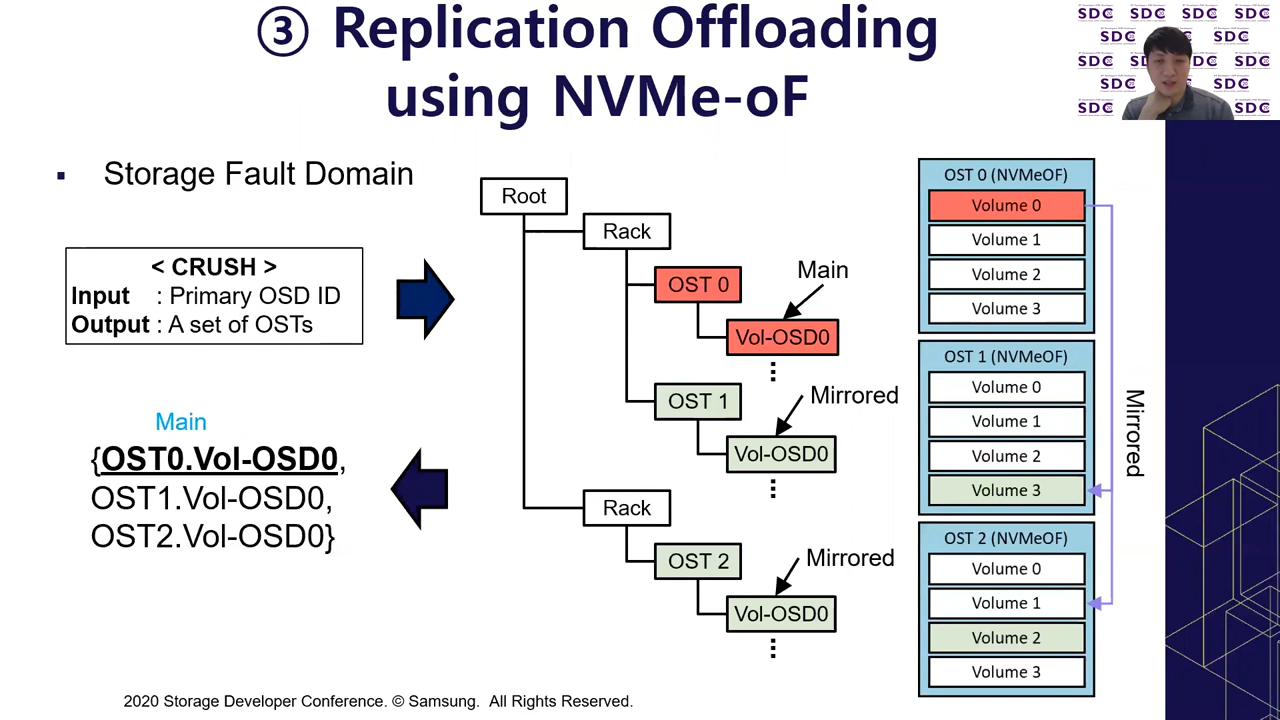 ③ Replication Offloading
using NVMe-oF
▪ Storage Fault Domain
< CRUSH >
Input : Primary OSD ID
Output : A set of OSTs
Main
{OST0.Vol-OSD0,
OST1.Vol-OSD0,
OST2.Vol-OSD0}
Root
Rack
OST 0
Main
Vol-OSD0
⋮
OST 1
Mirrored
Vol-OSD0
⋮
Rack
OST 2
Mirrored
Vol-OSD0
⋮
OST 0 (NVMeOF)
Volume 0
Volume 1
Volume 2
Volume 3
OST 1 (NVMeOF)
Volume 0
Volume 1
Volume 2
Volume 3
OST 2 (NVMeOF)
Volume 0
Volume 1
Volume 2
Volume 3
Mirrored
SDC SDC SDC SDC
SDC SDC
SDC SDC
SDC SDC
SDC SDC
2020 Storage Developer Conference. © Samsung. All Rights Reserved.